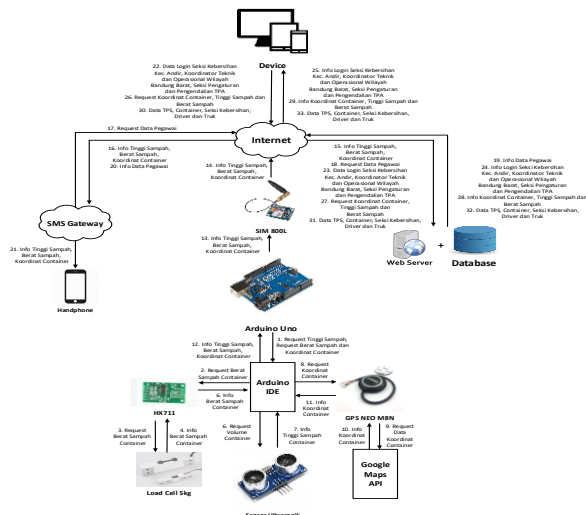 Device
22. Data Login Seksi Kebersihan
Kec. Andir, Koordinator Teknik
dan Operasional Wilayah
Bandung Barat, Seksi Pengaturan
dan Pengendalian TPA
26. Request Koordinat Container, Tinggi Sampah dan
Berat Sampah
30. Data TPS, Container, Seksi Kebersihan,
Driver dan Truk
25. Info Login Seksi Kebersihan
Kec. Andir, Koordinator Teknik
dan Operasional Wilayah
Bandung Barat, Seksi Pengaturan
dan Pengendalian TPA
29. Info Koordinat Container, Tinggi Sampah dan
Berat Sampah
33. Data TPS, Container, Seksi Kebersihan,
Driver dan Truk
17. Request Data Pegawai
Internet
16. Info Tinggi Sampah,
Berat Sampah,
Koordinat Container
20. Info Data Pegawai
14. Info Tinggi Sampah,
Berat Sampah,
Koordinat Container
15. Info Tinggi Sampah,
Berat Sampah,
Koordinat Container
18. Request Data Pegawai
23. Data Login Seksi Kebersihan
Kec. Andir, Koordinator Teknik
dan Operasional Wilayah
Bandung Barat, Seksi Pengaturan
dan Pengendalian TPA
27. Request Koordinat Container,
Tinggi Sampah dan
Berat Sampah
31. Data TPS, Container, Seksi Kebersihan,
Driver dan Truk
19. Info Data Pegawai
24. Info Login Seksi Kebersihan
Kec. Andir, Koordinator Teknik
dan Operasional Wilayah
Bandung Barat, Seksi Pengaturan
dan Pengendalian TPA
28. Info Koordinat Container, Tinggi Sampah dan
Berat Sampah
32. Data TPS, Container, Seksi Kebersihan,
Driver dan Truk
SMS Gateway
SIM 800L
13. Info Tinggi Sampah,
Berat Sampah,
Koordinat Container
21. Info Tinggi Sampah,
Berat Sampah,
Koordinat Container
Web Server
+
Database
Handphone
Arduino Uno
12. Info Tinggi Sampah,
Berat Sampah,
Koordinat Container
1. Request Tinggi Sampah,
Request Berat Sampah dan
Koordinat Container
2. Request Berat
Sampah Container
8. Request
Koordinat
Container
Arduino
IDE
6. Info
Berat Sampah
Container
11. Info
Koordinat
Container
HX711
GPS NEO M8N
6. Request
Volume
Container
7. Info
Tinggi Sampah
Container
3. Request
Berat Sampah
Container
4. Info
Berat Sampah
Container
10. Info
Koordinat
Container
9. Request
Data
Koordinat
Container
Google
Maps
API
Load Cell 5kg
Sensor Ultrasonik